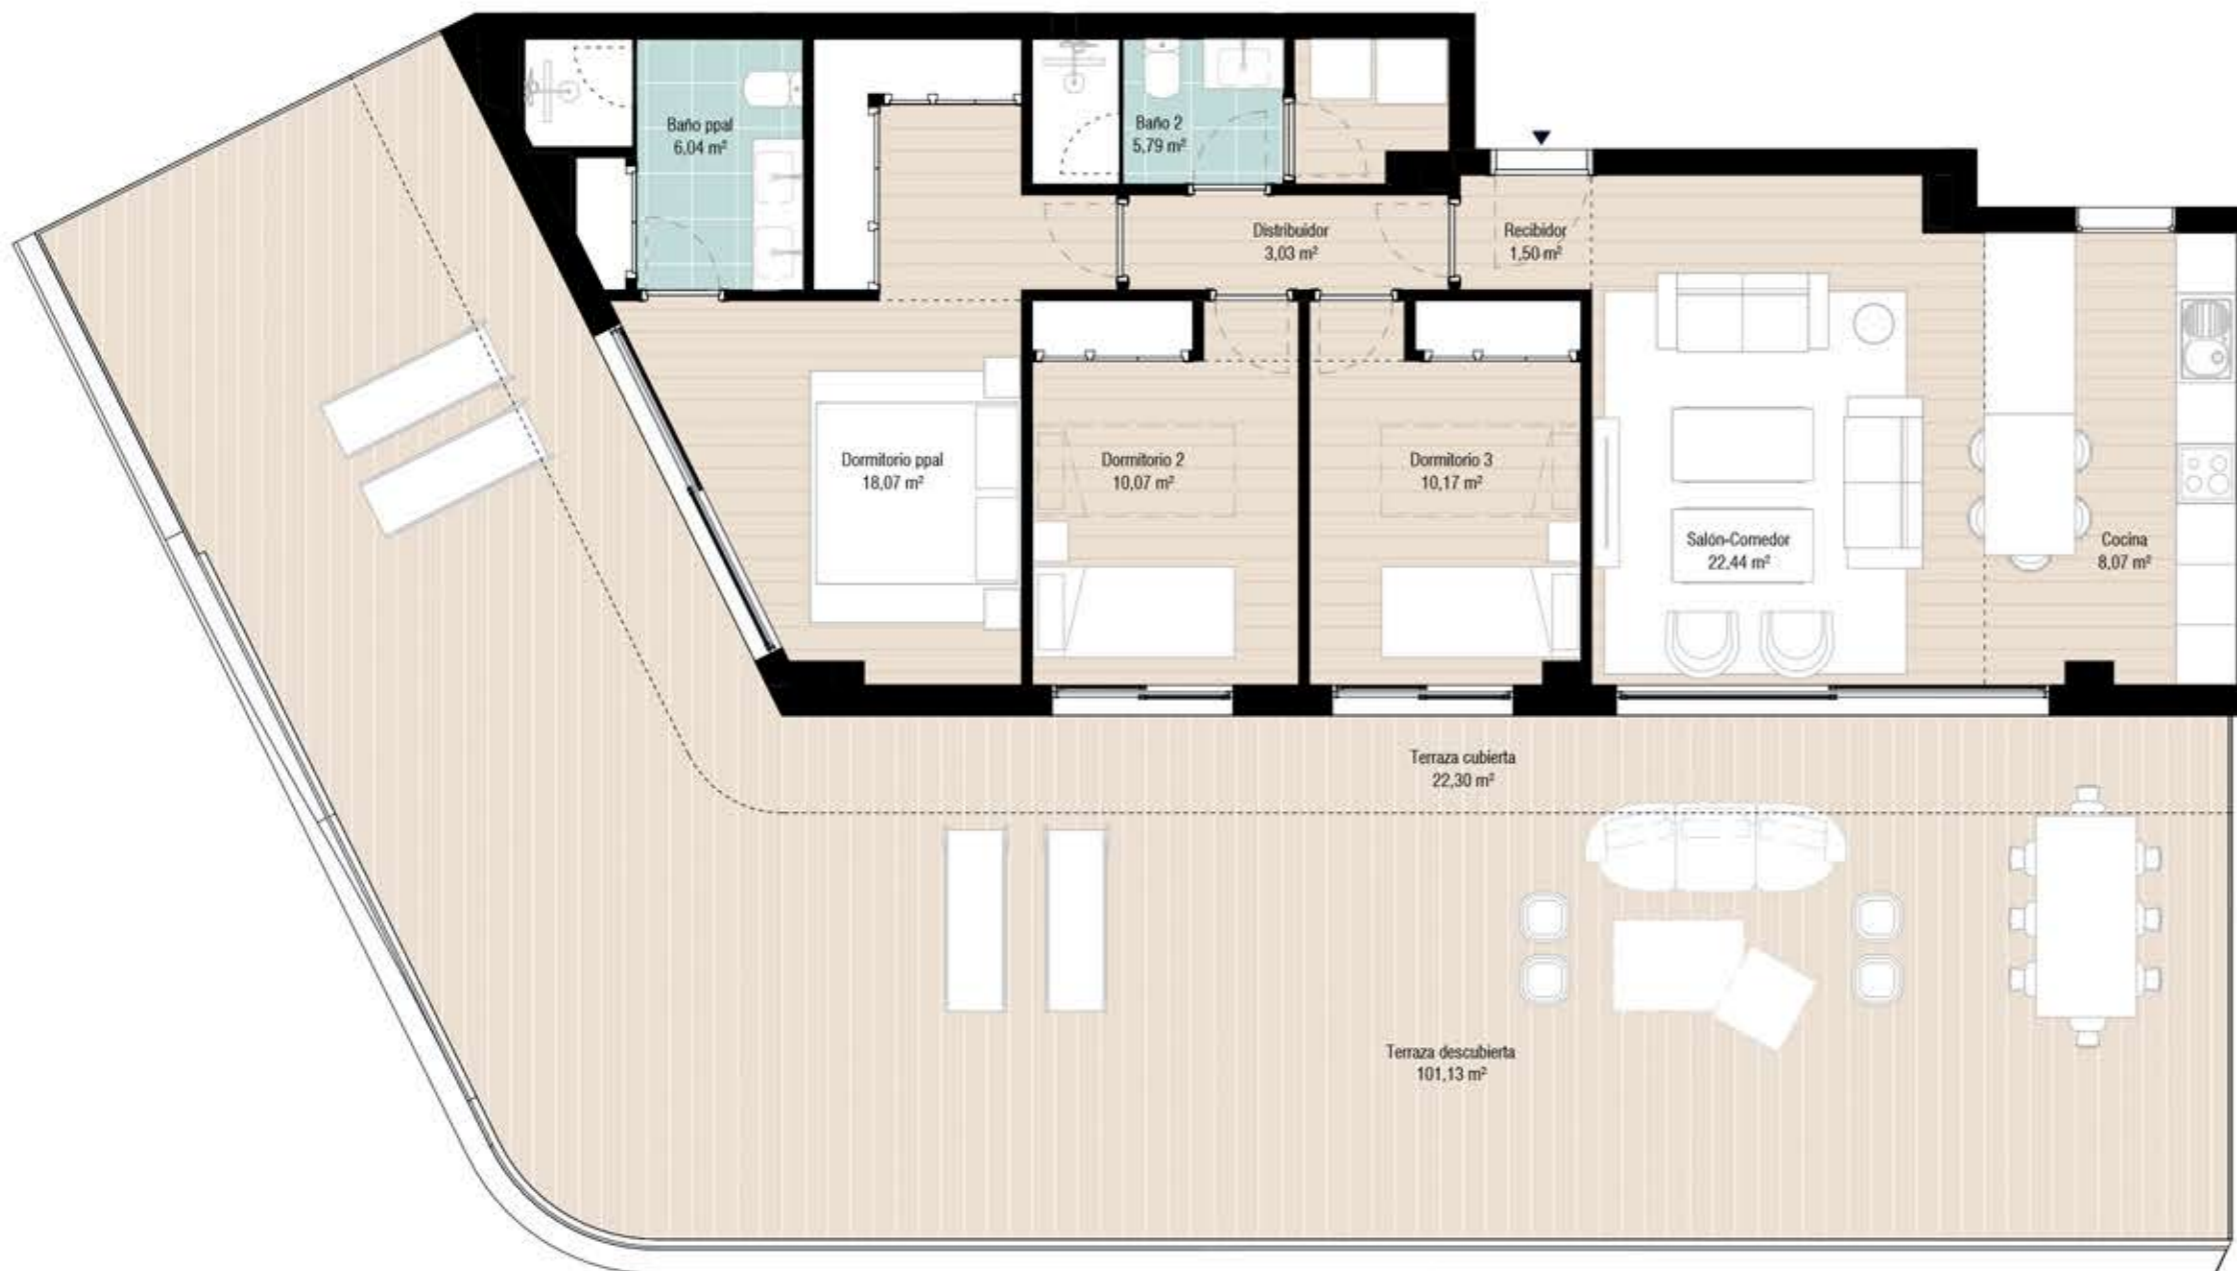 Baño ppal
6,04 m²
Baño 2
5,79 m²
Distribuidor
3,03 m²
Recibidor
1,50 m²
Dormitorio ppal
18,07 m²
Dormitorio 2
10,07 m²
Dormitorio 3
10,17 m²
Salón-Comedor
22,44 m²
Cocina
8,07 m²
Terraza cubierta
22,30 m²
Terraza descubierta
101,13 m²